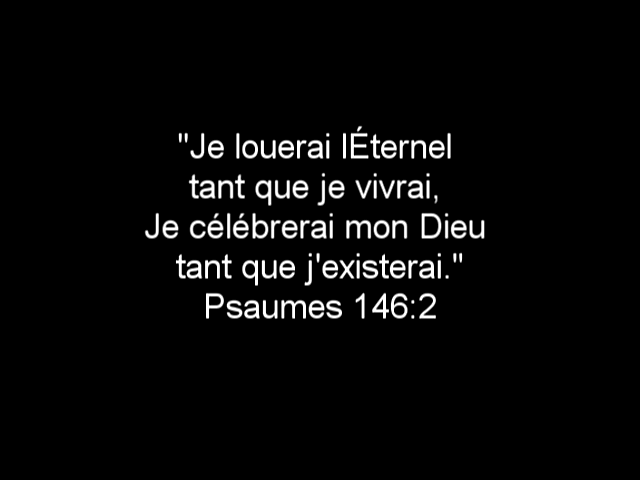 "Je louerai lÉternel
tant que je vivrai,
Je célébrerai mon Dieu
tant que j'existerai."
Psaumes 146:2